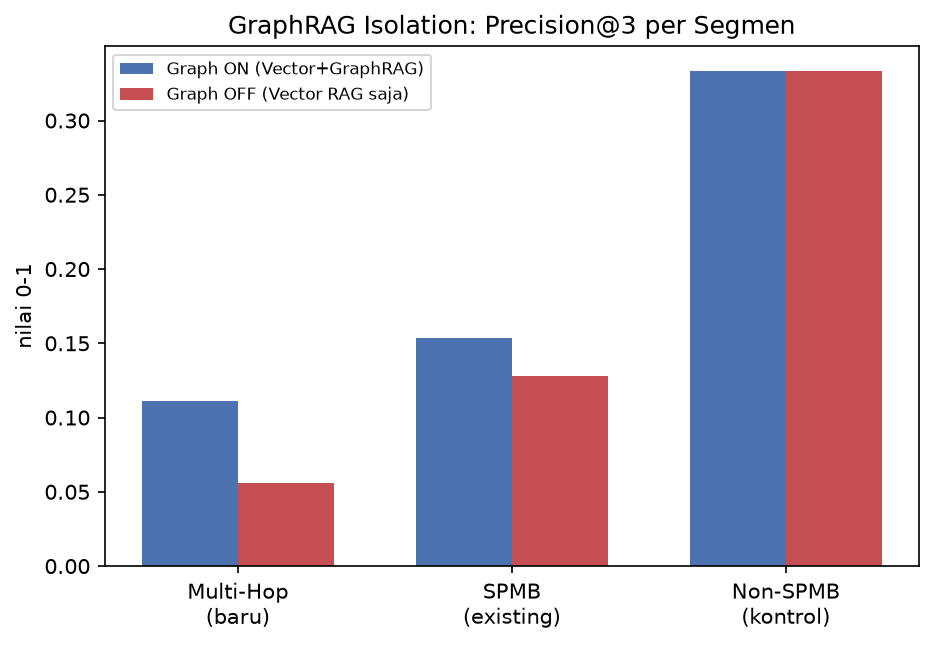 GraphRAG Isolation: Precision@3 per Segmen
Graph ON (Vector+GraphRAG)
Graph OFF (Vector RAG saja)
nilai 0-1
0.30
0.25
0.20
0.15
0.10
0.05
0.00
Multi-Hop
(baru)
SPMB
(existing)
Non-SPMB
(kontrol)